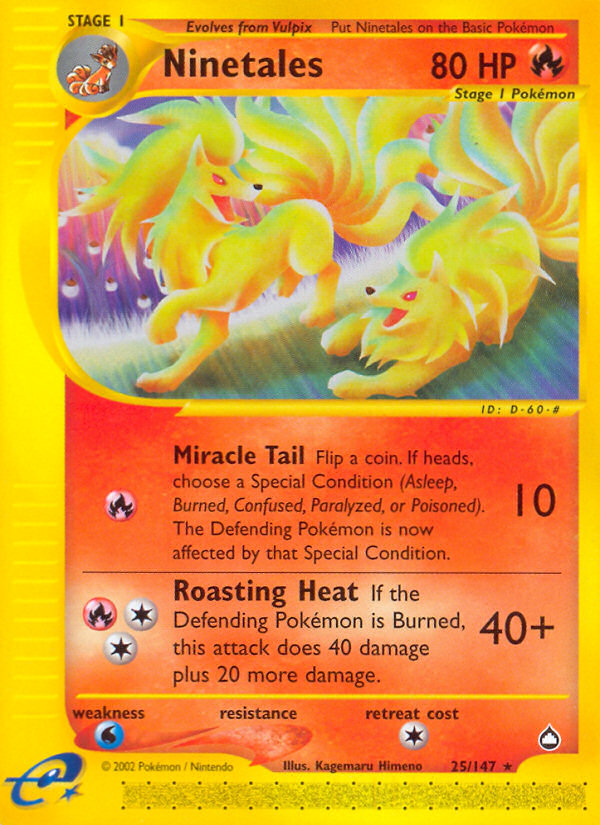 STAGE 1
Evolves from Vulpix Put Ninetales on the Basic Pokémon
Ninetales 80 HP
Stage 1 Pokémon
ID: D-60-#
Miracle Tail Flip a coin. If heads,
choose a Special Condition (Asleep,
Burned, Confused, Paralyzed, or Poisoned).
The Defending Pokémon is now
affected by that Special Condition.
10
Roasting Heat If the
Defending Pokémon is Burned,
this attack does 40 damage
plus 20 more damage.
40+
weakness resistance retreat cost
© 2002 Pokémon / Nintendo Illus. Kagemaru Himeno 25/147 ★
e